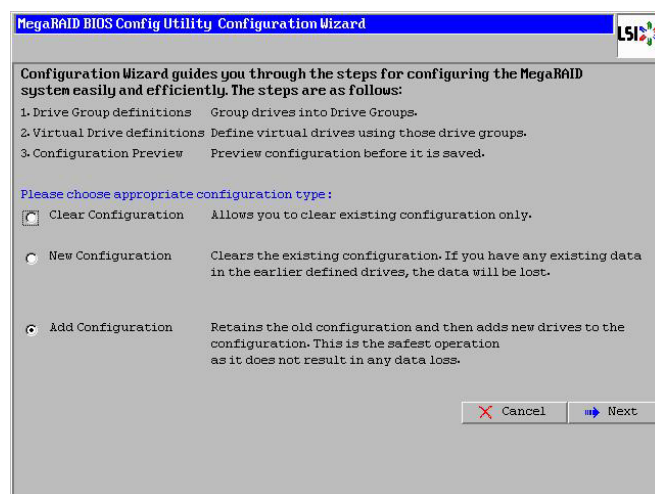 MegaRAID BIOS Config Utility Configuration Wizard
LSI
Configuration Wizard guides you through the steps for configuring the MegaRAID
system easily and efficiently. The steps are as follows:
1. Drive Group definitions Group drives into Drive Groups.
2. Virtual Drive definitions Define virtual drives using those drive groups.
3. Configuration Preview Preview configuration before it is saved.
Please choose appropriate configuration type:
Clear Configuration Allows you to clear existing configuration only.
New Configuration Clears the existing configuration. If you have any existing data
in the earlier defined drives, the data will be lost.
Add Configuration Retains the old configuration and then adds new drives to the
configuration. This is the safest operation
as it does not result in any data loss.
Cancel Next